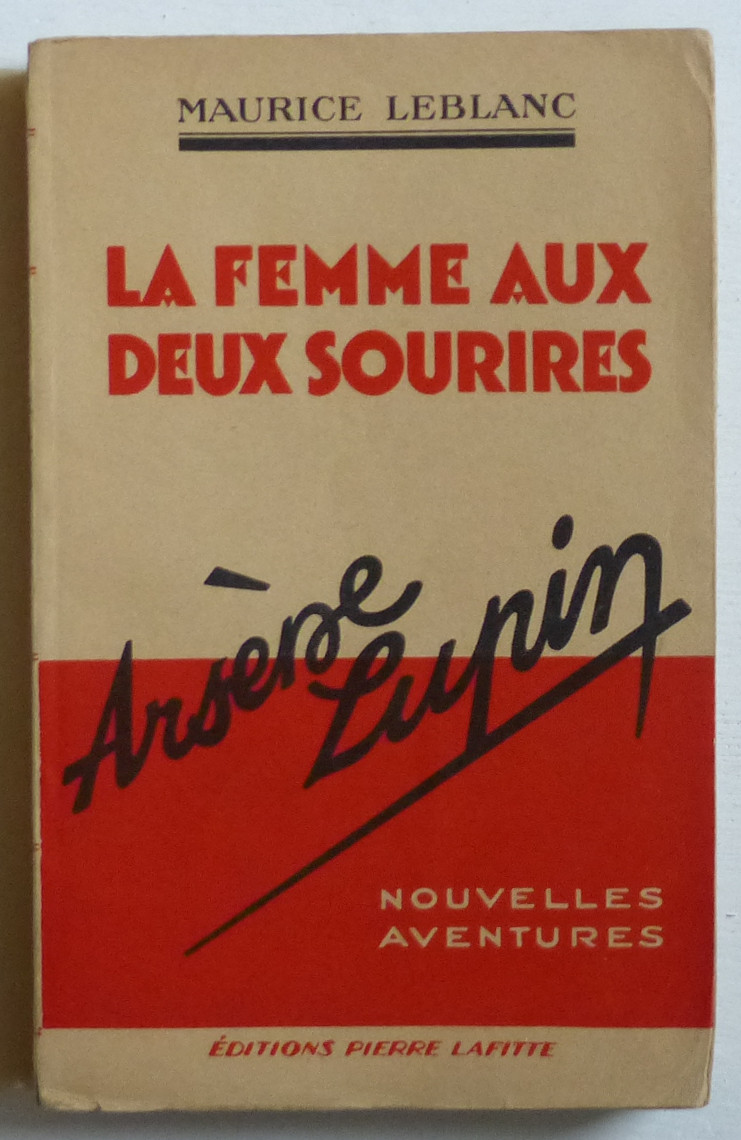 MAURICE LEBLANC
LA FEMME AUX
DEUX SOURIRES
Arsène
Lupin
NOUVELLES
AVENTURES
ÉDITIONS PIERRE LAFITTE